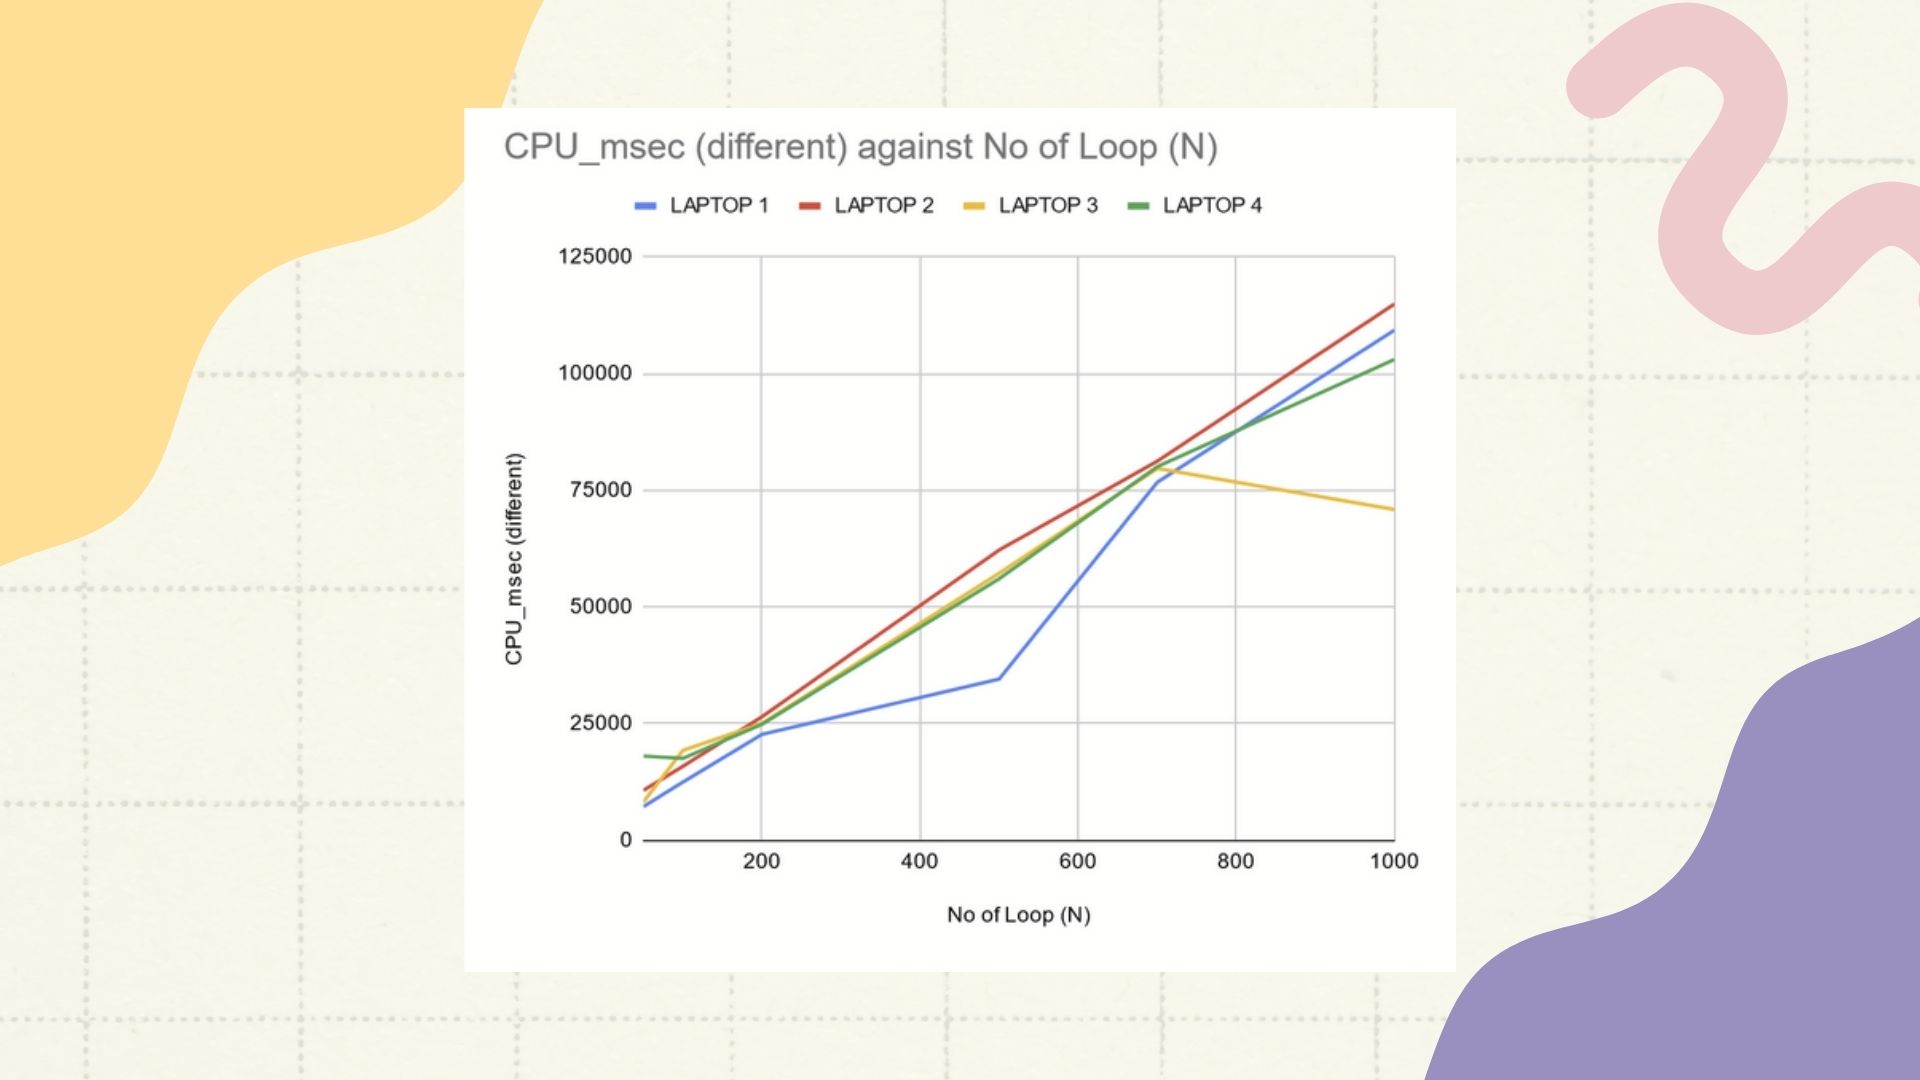 CPU_msec (different) against No of Loop (N)
LAPTOP 1 LAPTOP 2 LAPTOP 3 LAPTOP 4
125000
100000
75000
50000
25000
0
CPU_msec (different)
200 400 600 800 1000
No of Loop (N)